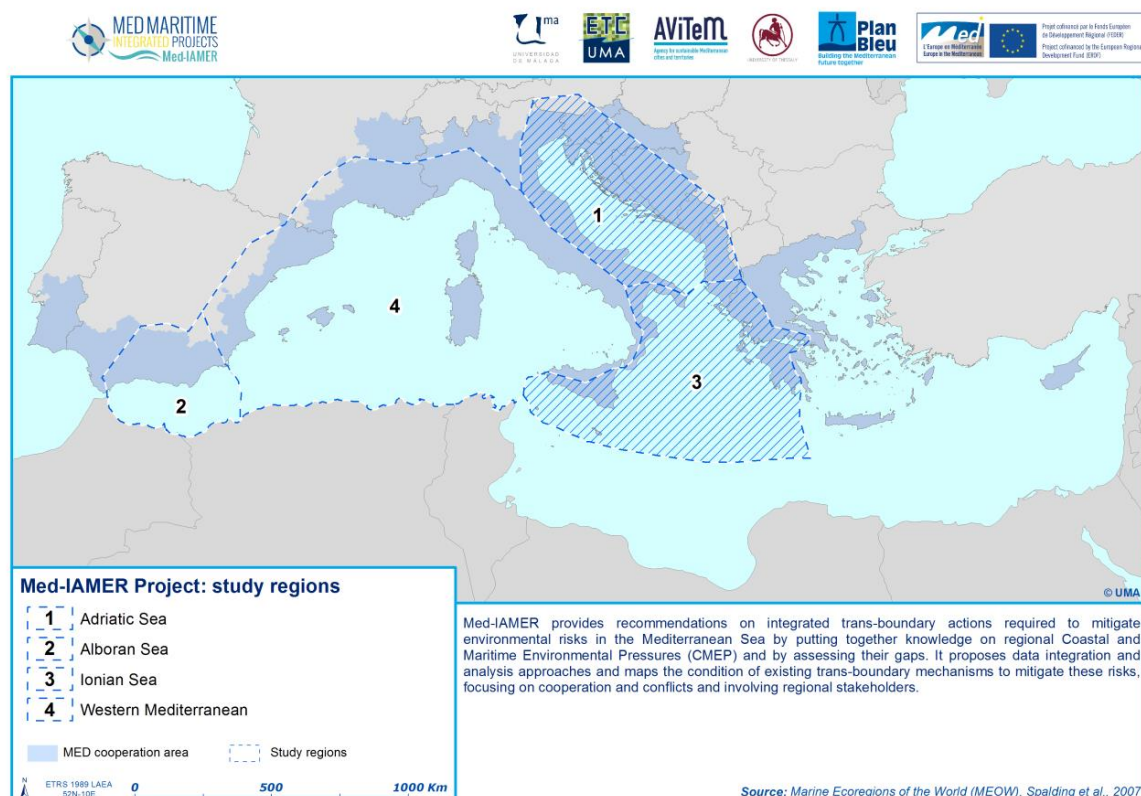 MED MARITIME
INTEGRATED PROJECTS
Med-IAMER
uma
UNIVERSIDAD
DE MÁLAGA
ETC
UMA
AViTeM
Agency for sustainable Mediterranean
cities and territories
UNIVERSITY OF THESSALY
Plan
Bleu
Building the Mediterranean
future together
Med
L'Europe en Méditerranée
Europe in the Mediterranean
Projet cofinancé par le Fonds Européen
de Développement Régional (FEDER)
Project cofinanced by the European Regional
Development Fund (ERDF)
1
4
3
2
© UMA
Med-IAMER Project: study regions
1 Adriatic Sea
2 Alboran Sea
3 Ionian Sea
4 Western Mediterranean
MED cooperation area Study regions
N
ETRS 1989 LAEA
52N-10E
0 500 1000 Km
Med-IAMER provides recommendations on integrated trans-boundary actions required to mitigate
environmental risks in the Mediterranean Sea by putting together knowledge on regional Coastal and
Maritime Environmental Pressures (CMEP) and by assessing their gaps. It proposes data integration and
analysis approaches and maps the condition of existing trans-boundary mechanisms to mitigate these risks,
focusing on cooperation and conflicts and involving regional stakeholders.
Source: Marine Ecoregions of the World (MEOW). Spalding et al., 2007